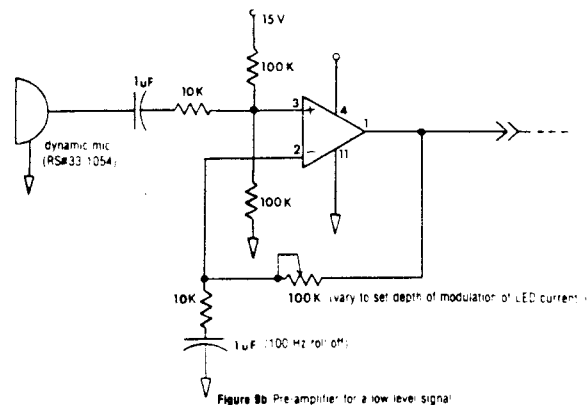 15 V
100 K
1uF
10K
3
+
4
1
dynamic mic
(RS#33 1054)
2
−
11
100K
10K
100K (vary to set depth of modulation of LED current)
1uF (100 Hz roll off)
Figure 9b Pre-amplifier for a low level signal